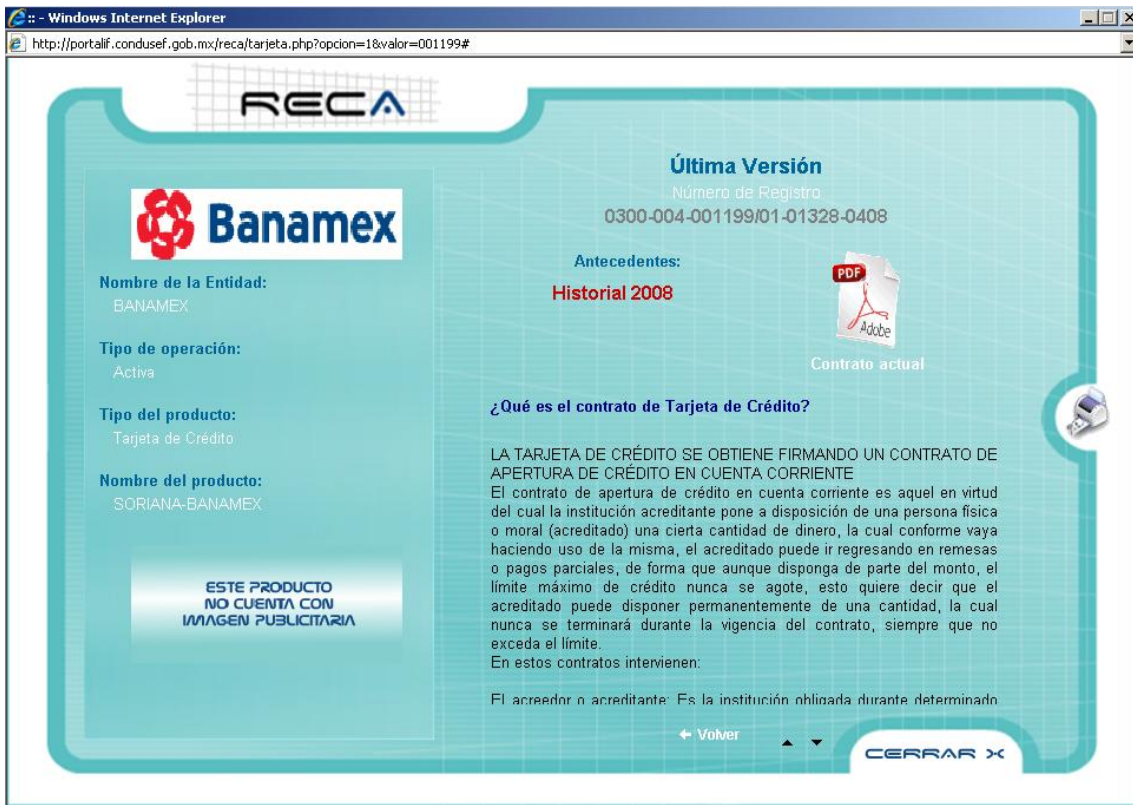 :: - Windows Internet Explorer
http://portalif.condusef.gob.mx/reca/tarjeta.php?opcion=1&valor=001199#
RECA
Banamex
Nombre de la Entidad:
BANAMEX
Tipo de operación:
Activa
Tipo del producto:
Tarjeta de Crédito
Nombre del producto:
SORIANA-BANAMEX
ESTE PRODUCTO
NO CUENTA CON
IMAGEN PUBLICITARIA
Última Versión
Número de Registro
0300-004-001199/01-01328-0408
Antecedentes:
Historial 2008
PDF
Adobe
Contrato actual
¿Qué es el contrato de Tarjeta de Crédito?
LA TARJETA DE CRÉDITO SE OBTIENE FIRMANDO UN CONTRATO DE
APERTURA DE CRÉDITO EN CUENTA CORRIENTE
El contrato de apertura de crédito en cuenta corriente es aquel en virtud
del cual la institución acreditante pone a disposición de una persona física
o moral (acreditado) una cierta cantidad de dinero, la cual conforme vaya
haciendo uso de la misma, el acreditado puede ir regresando en remesas
o pagos parciales, de forma que aunque disponga de parte del monto, el
límite máximo de crédito nunca se agote, esto quiere decir que el
acreditado puede disponer permanentemente de una cantidad, la cual
nunca se terminará durante la vigencia del contrato, siempre que no
exceda el límite.
En estos contratos intervienen:
El acreedor o acreditante: Es la institución obligada durante determinado
Volver
CERRAR X